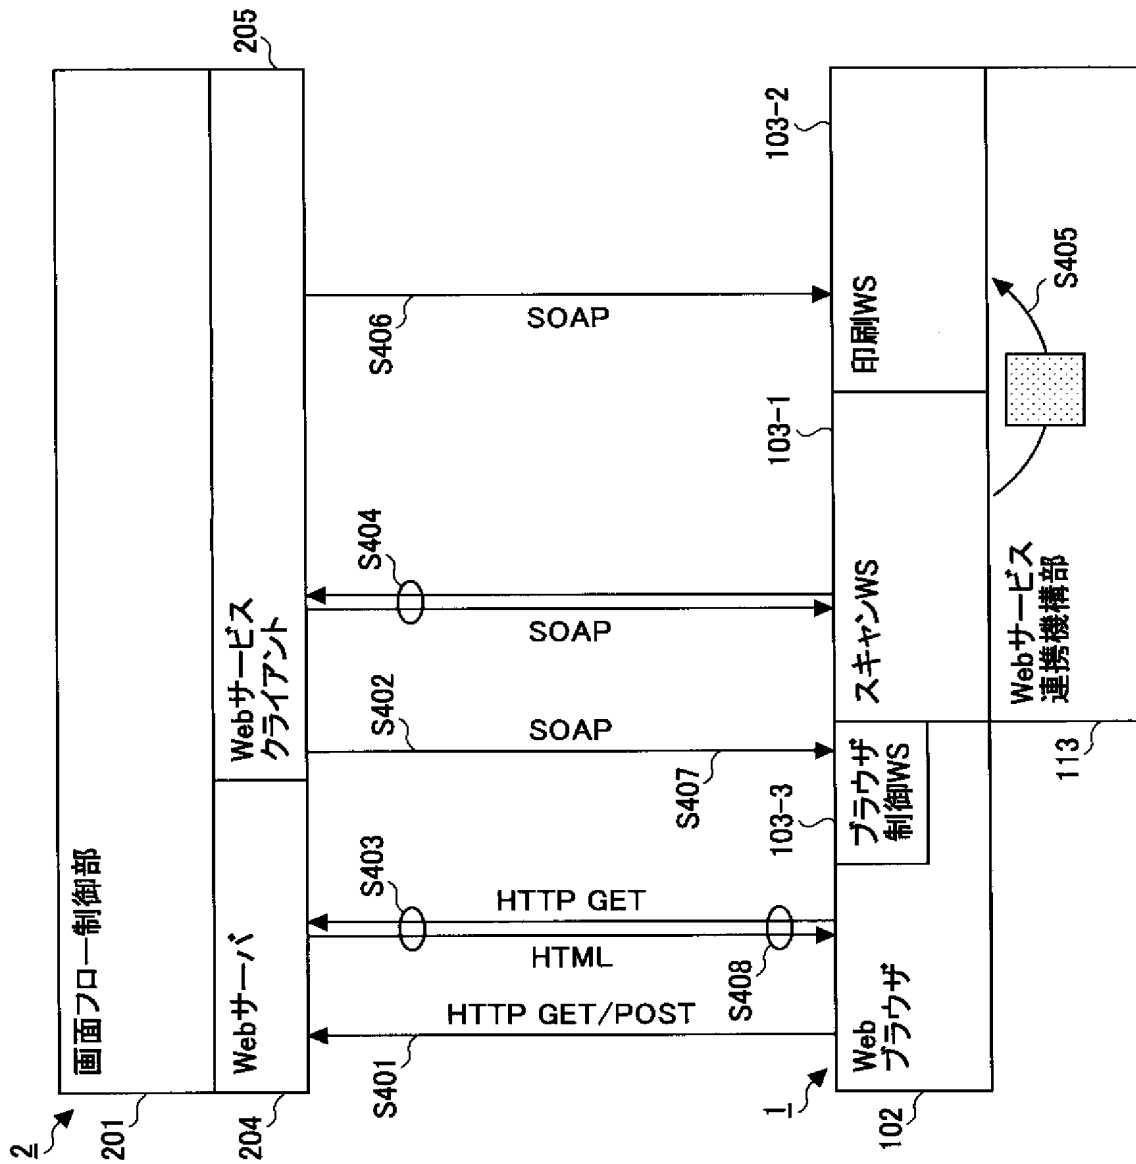 2
201
画面フロー制御部
204
Webサーバ
Webサービス
クライアント
205
S401
HTTP GET/POST
S403
HTTP GET
HTML
S408
S402
SOAP
S407
S404
SOAP
S406
SOAP
1
102
Web
ブラウザ
103-3
ブラウザ
制御WS
103-1
スキャンWS
103-2
印刷WS
113
Webサービス
連携機構部
S405